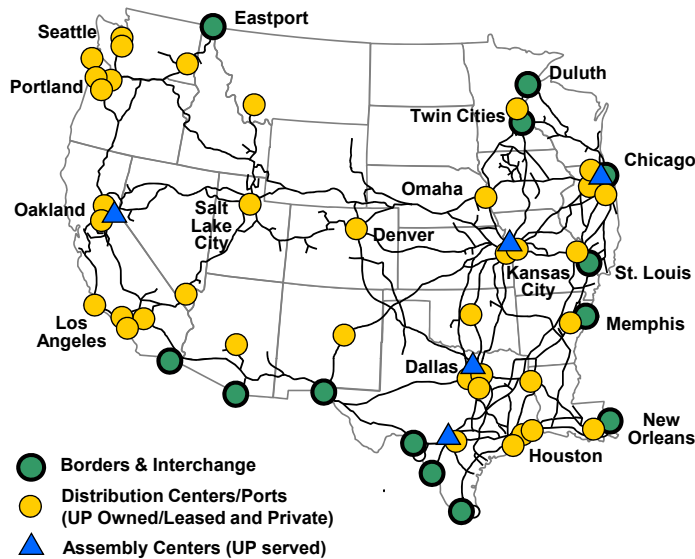 Eastport
Seattle
Duluth
Portland
Twin Cities
Chicago
Omaha
Oakland
Salt
Lake
City
Denver
Kansas
City
St. Louis
Los
Angeles
Memphis
Dallas
New
Orleans
Houston
Borders & Interchange
Distribution Centers/Ports
(UP Owned/Leased and Private)
Assembly Centers (UP served)